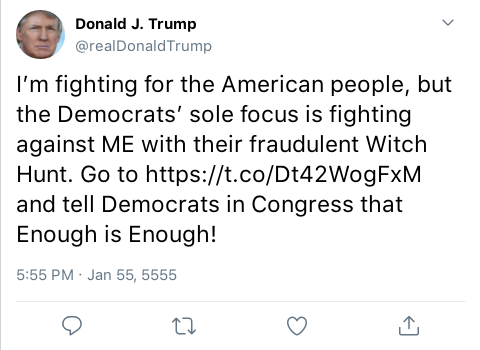 Donald J. Trump
@realDonaldTrump
I'm fighting for the American people, but
the Democrats' sole focus is fighting
against ME with their fraudulent Witch
Hunt. Go to https://t.co/Dt42WogFxM
and tell Democrats in Congress that
Enough is Enough!
5:55 PM · Jan 55, 5555